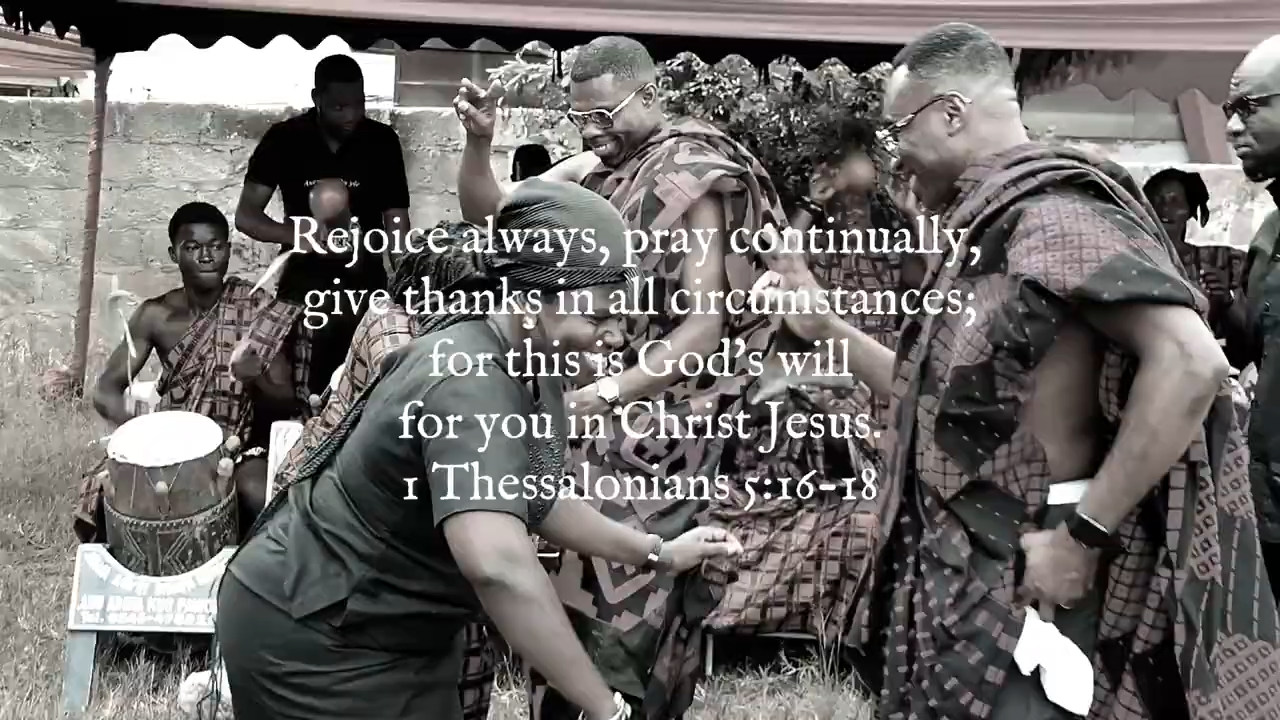 Rejoice always, pray continually,
give thanks in all circumstances;
for this is God's will
for you in Christ Jesus.
1 Thessalonians 5:16-18